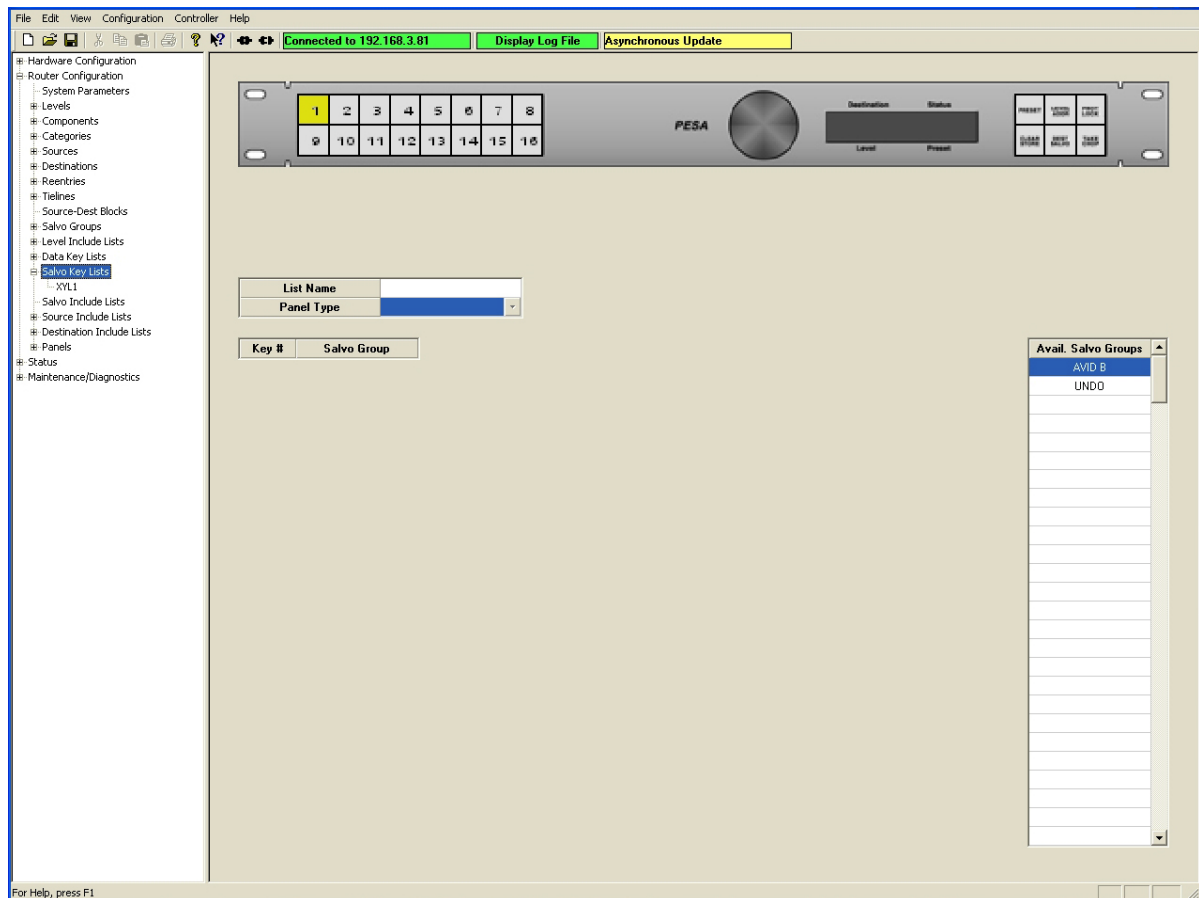 File Edit View Configuration Controller Help
Connected to 192.168.3.81 Display Log File Asynchronous Update
Hardware Configuration
Router Configuration
System Parameters
Levels
Components
Categories
Sources
Destinations
Reentries
Tielines
Source-Dest Blocks
Salvo Groups
Level Include Lists
Data Key Lists
Salvo Key Lists
XYL1
Salvo Include Lists
Source Include Lists
Destination Include Lists
Panels
Status
Maintenance/Diagnostics
1 2 3 4 5 6 7 8
9 10 11 12 13 14 15 16
PESA
Destination Status
Level Preset
PRESET LEVEL PROT LOCK
CLEAR STORE DEST SALVO TAKE CHOP
List Name
Panel Type
Key # Salvo Group
Avail. Salvo Groups
AVID B
UNDO
For Help, press F1